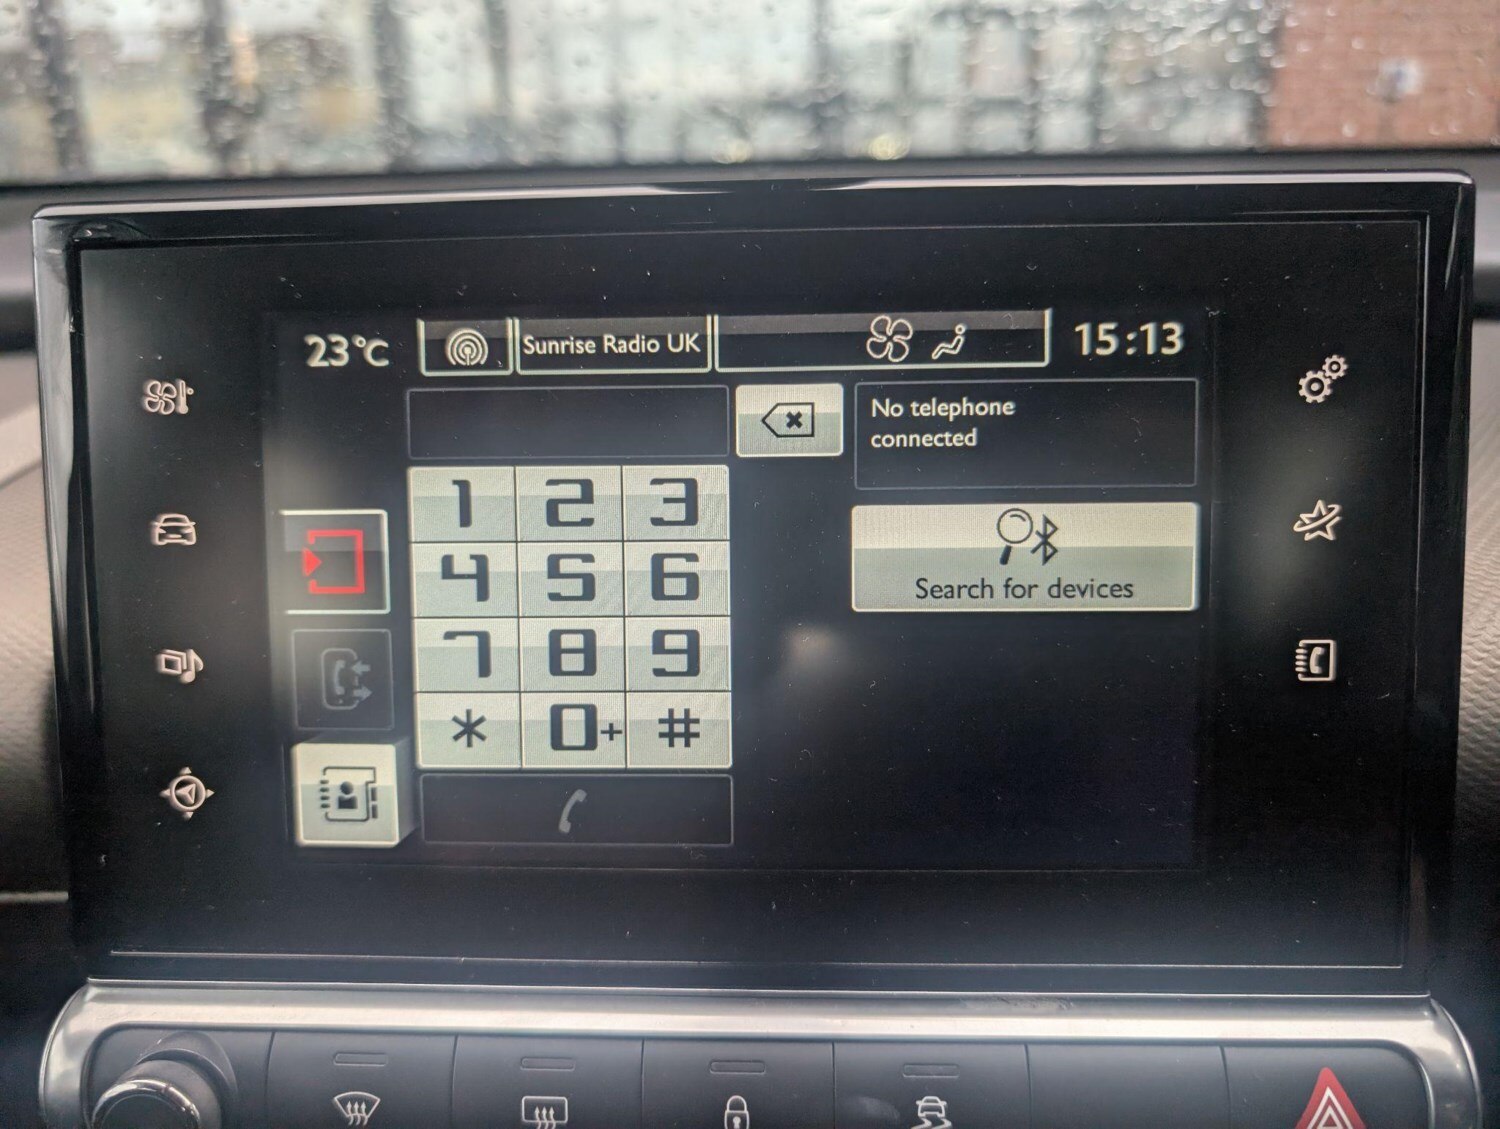 23°C
Sunrise Radio UK
15:13
No telephone
connected
1 2 3
4 5 6
7 8 9
* 0+ #
Search for devices